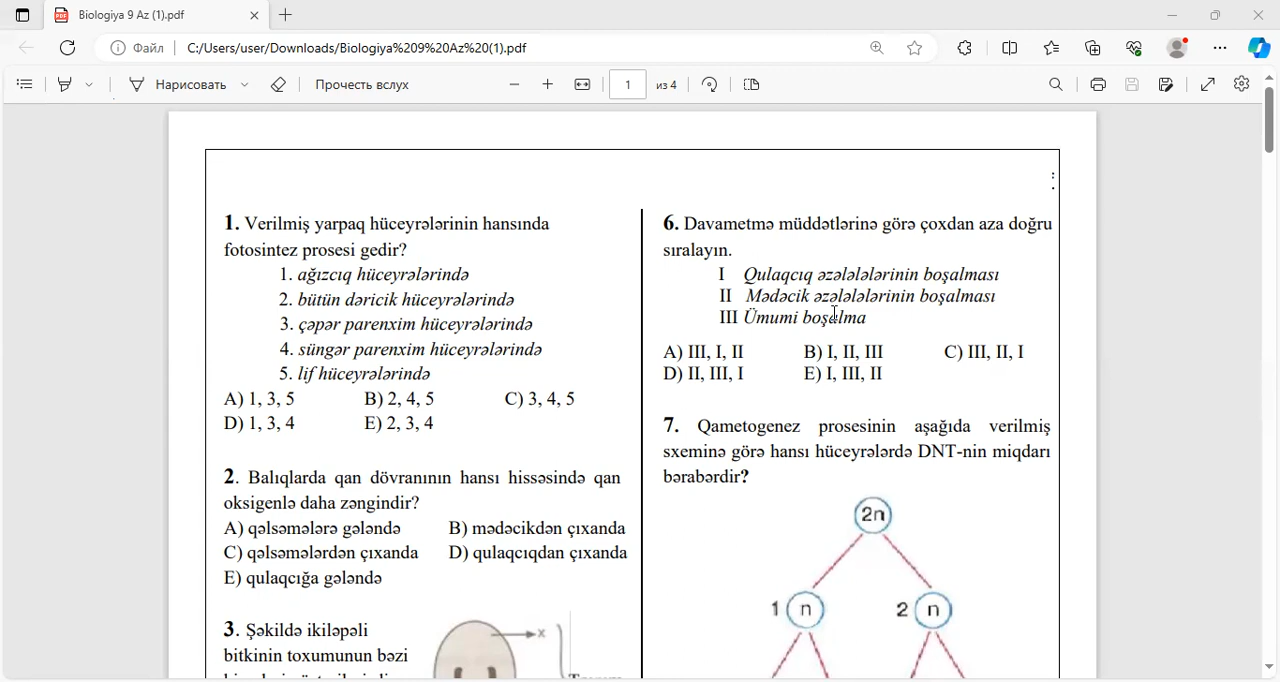 Biologiya 9 Az (1).pdf
Файл
C:/Users/user/Downloads/Biologiya%209%20Az%20(1).pdf
Нарисовать
Прочесть вслух
1
из 4
1. Verilmiş yarpaq hüceyrələrinin hansında
fotosintez prosesi gedir?
1. ağızcıq hüceyrələrində
2. bütün dəricik hüceyrələrində
3. çəpər parenxim hüceyrələrində
4. süngər parenxim hüceyrələrində
5. lif hüceyrələrində
A) 1, 3, 5 B) 2, 4, 5 C) 3, 4, 5
D) 1, 3, 4 E) 2, 3, 4
2. Balıqlarda qan dövranının hansı hissəsində qan
oksigenlə daha zəngindir?
A) qəlsəmələrə gələndə B) mədəcikdən çıxanda
C) qəlsəmələrdən çıxanda D) qulaqcıqdan çıxanda
E) qulaqcığa gələndə
3. Şəkildə ikiləpəli
bitkinin toxumunun bəzi
x
6. Davametmə müddətlərinə görə çoxdan aza doğru
sıralayın.
I Qulaqcıq əzələlələrinin boşalması
II Mədəcik əzələlələrinin boşalması
III Ümumi boşalma
A) III, I, II B) I, II, III C) III, II, I
D) II, III, I E) I, III, II
7. Qametogenez prosesinin aşağıda verilmiş
sxeminə görə hansı hüceyrələrdə DNT-nin miqdarı
bərabərdir?
2n
1 n 2 n